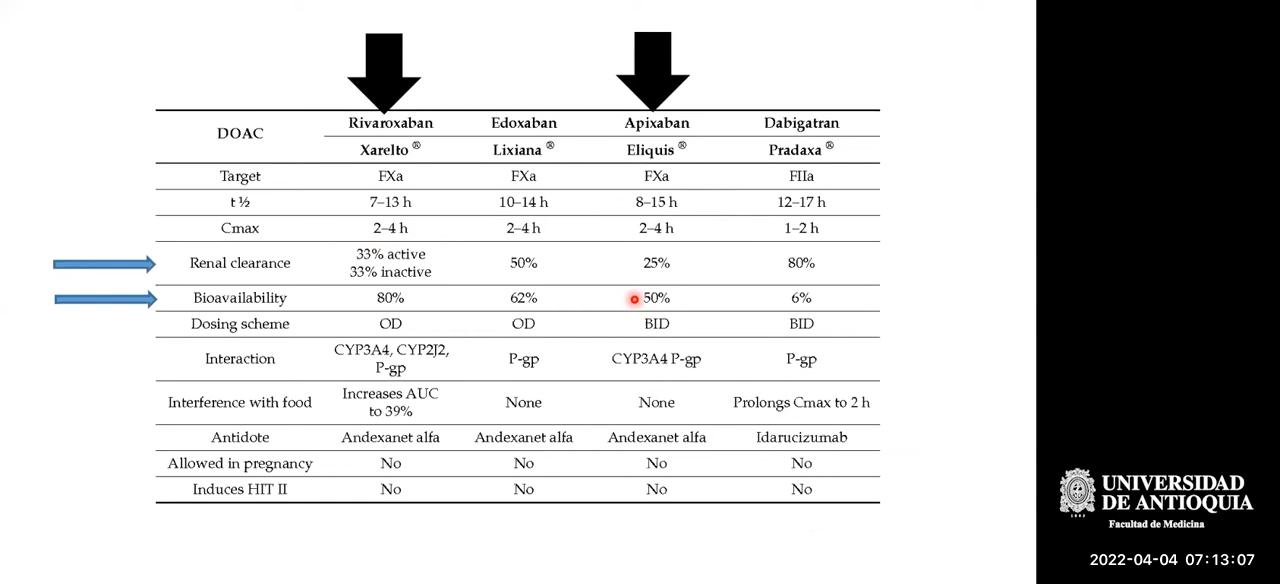 DOAC Rivaroxaban Edoxaban Apixaban Dabigatran
Xarelto ® Lixiana ® Eliquis ® Pradaxa ®
Target FXa FXa FXa FIIa
t ½ 7–13 h 10–14 h 8–15 h 12–17 h
Cmax 2–4 h 2–4 h 2–4 h 1–2 h
Renal clearance 33% active 33% inactive 50% 25% 80%
Bioavailability 80% 62% 50% 6%
Dosing scheme OD OD BID BID
Interaction CYP3A4, CYP2J2, P-gp P-gp CYP3A4 P-gp P-gp
Interference with food Increases AUC to 39% None None Prolongs Cmax to 2 h
Antidote Andexanet alfa Andexanet alfa Andexanet alfa Idarucizumab
Allowed in pregnancy No No No No
Induces HIT II No No No No
UNIVERSIDAD
DE ANTIOQUIA
1803
Facultad de Medicina
2022-04-04 07:13:07